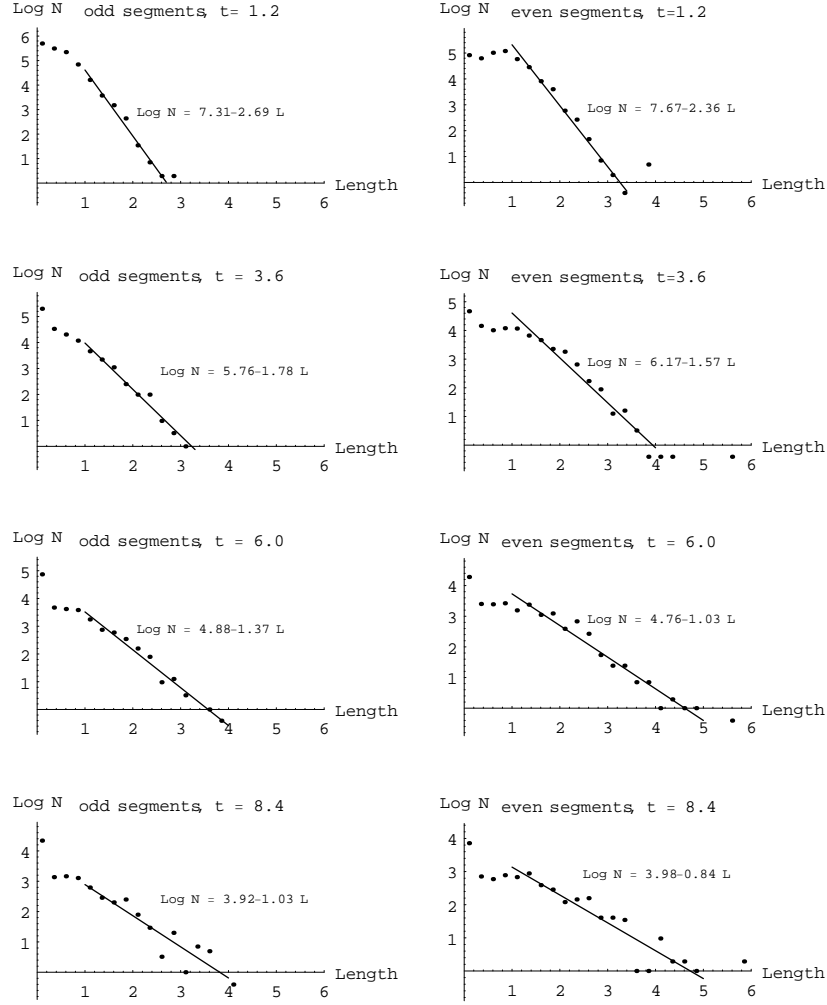 Log N odd segments, t= 1.2
6
5
4
3
2
1
Log N = 7.31-2.69 L
1 2 3 4 5 6
Length
Log N even segments, t=1.2
5
4
3
2
1
Log N = 7.67-2.36 L
1 2 3 4 5 6
Length
Log N odd segments, t = 3.6
5
4
3
2
1
Log N = 5.76-1.78 L
1 2 3 4 5 6
Length
Log N even segments, t=3.6
5
4
3
2
1
Log N = 6.17-1.57 L
1 2 3 4 5 6
Length
Log N odd segments, t = 6.0
5
4
3
2
1
Log N = 4.88-1.37 L
1 2 3 4 5 6
Length
Log N even segments, t = 6.0
4
3
2
1
Log N = 4.76-1.03 L
1 2 3 4 5 6
Length
Log N odd segments, t = 8.4
4
3
2
1
Log N = 3.92-1.03 L
1 2 3 4 5 6
Length
Log N even segments, t = 8.4
4
3
2
1
Log N = 3.98-0.84 L
1 2 3 4 5 6
Length